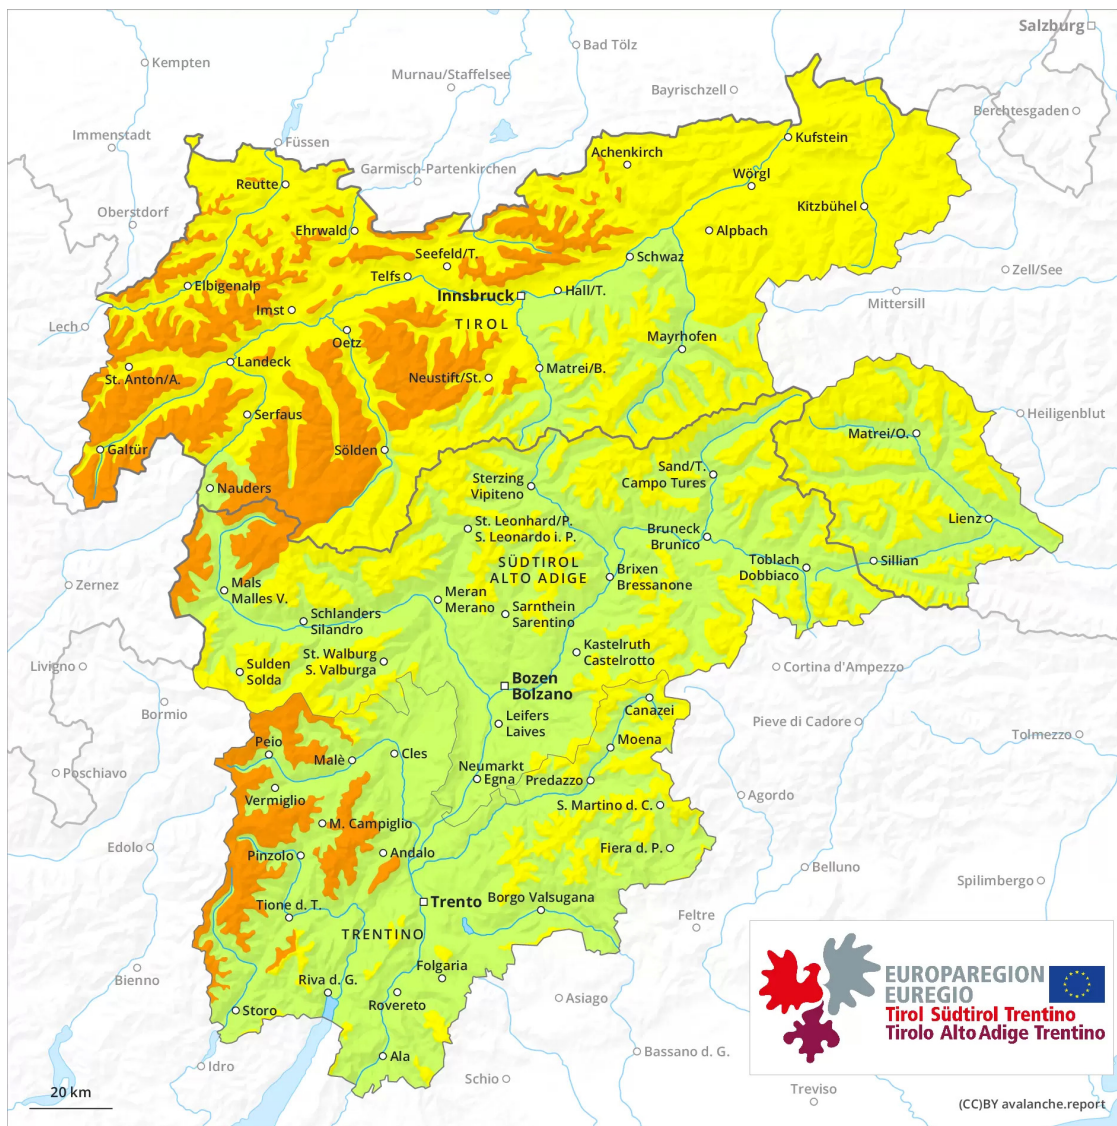 Salzburg
Kempten
Bad Tölz
Murnau/Staffelsee
Bayrischzell
Berchtesgaden
Immenstadt
Füssen
Kufstein
Achenkirch
Garmisch-Partenkirchen
Wörgl
Reutte
Oberstdorf
Kitzbühel
Ehrwald
Alpbach
Seefeld/T.
Schwaz
Telfs
Zell/See
Elbigenalp
Hall/T.
Innsbruck
Mittersill
Imst
TIROL
Lech
Oetz
Mayrhofen
Landeck
Matrei/B.
St. Anton/A.
Neustift/St.
Serfaus
Heiligenblut
Matrei/O.
Galtür
Sölden
Sand/T.
Campo Tures
Sterzing
Vipiteno
Nauders
Lienz
St. Leonhard/P.
S. Leonardo i. P.
Bruneck
Brunico
SÜDTIROL
ALTO ADIGE
Toblach
Dobbiaco
Sillian
Brixen
Bressanone
Zernez
Mals
Malles V.
Meran
Merano
Schlanders
Silandro
Sarnthein
Sarentino
Kastelruth
Castelrotto
St. Walburg
S. Valburga
Livigno
Sulden
Solda
Cortina d'Ampezzo
Bozen
Bolzano
Bormio
Canazei
Leifers
Laives
Pieve di Cadore
Tolmezzo
Moena
Peio
Cles
Malè
Poschiavo
Neumarkt
Egna
Predazzo
Vermiglio
Agordo
S. Martino d. C.
M. Campiglio
Edolo
Fiera d. P.
Pinzolo
Andalo
Belluno
Spilimbergo
Borgo Valsugana
Trento
Tione d. T.
Feltre
TRENTINO
Bienno
Folgaria
Riva d. G.
Asiago
Rovereto
Storo
EUROPAREGION
EUREGIO
Tirol Südtirol Trentino
Tirolo Alto Adige Trentino
Bassano d. G.
Ala
Idro
Schio
Treviso
20 km
(CC)BY avalanche.report